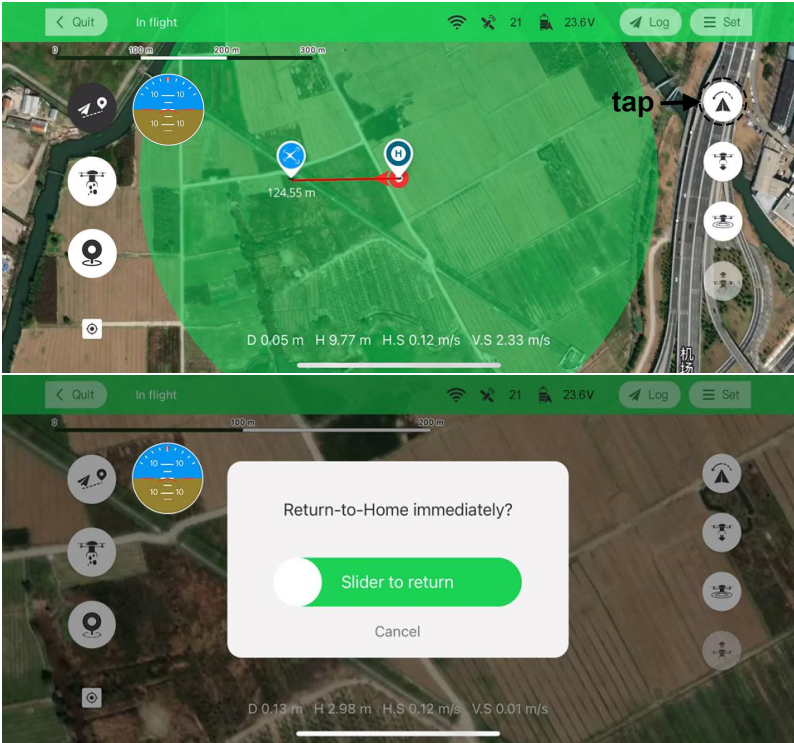 Quit In flight 21 23.6V Log Set
0 100 m 200 m 300 m
10 10
10 10
tap
H
124.55 m
D 0.05 m H 9.77 m H.S 0.12 m/s V.S 2.33 m/s
机
场
Quit In flight 21 23.6V Log Set
0 100 m 200 m
10 10
10 10
Return-to-Home immediately?
Slider to return
Cancel
D 0.13 m H 2.98 m H.S 0.12 m/s V.S 0.01 m/s